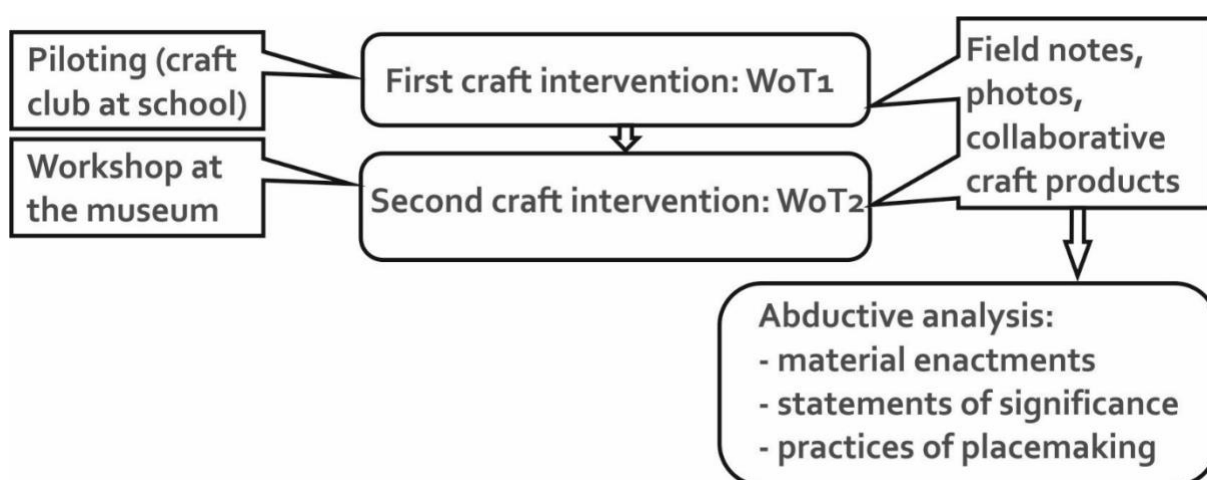 Piloting (craft
club at school)
First craft intervention: WoT1
Field notes,
photos,
collaborative
craft products
Workshop at
the museum
Second craft intervention: WoT2
Abductive analysis:
- material enactments
- statements of significance
- practices of placemaking